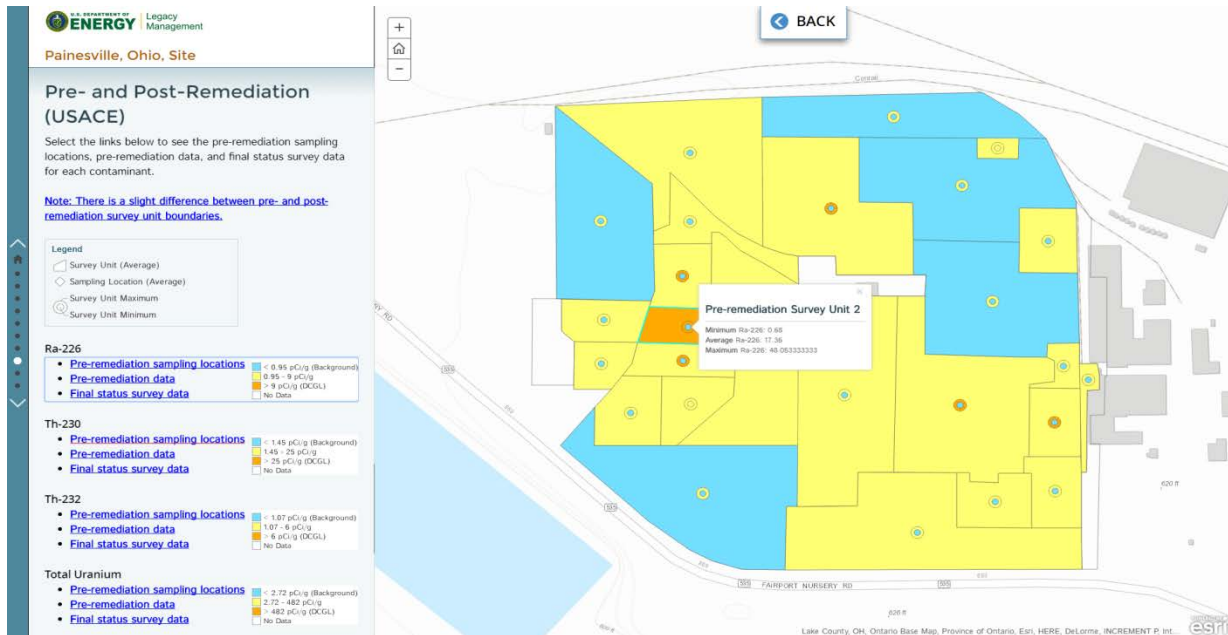 U.S. DEPARTMENT OF
ENERGY
Legacy
Management
Painesville, Ohio, Site
Pre- and Post-Remediation
(USACE)
Select the links below to see the pre-remediation sampling
locations, pre-remediation data, and final status survey data
for each contaminant.
Note: There is a slight difference between pre- and post-
remediation survey unit boundaries.
Legend
Survey Unit (Average)
Sampling Location (Average)
Survey Unit Maximum
Survey Unit Minimum
Ra-226
• Pre-remediation sampling locations
• Pre-remediation data
• Final status survey data
< 0.95 pCi/g (Background)
0.95 - 9 pCi/g
> 9 pCi/g (DCGL)
No Data
Th-230
• Pre-remediation sampling locations
• Pre-remediation data
• Final status survey data
< 1.45 pCi/g (Background)
1.45 - 25 pCi/g
> 25 pCi/g (DCGL)
No Data
Th-232
• Pre-remediation sampling locations
• Pre-remediation data
• Final status survey data
< 1.07 pCi/g (Background)
1.07 - 6 pCi/g
> 6 pCi/g (DCGL)
No Data
Total Uranium
• Pre-remediation sampling locations
• Pre-remediation data
• Final status survey data
< 2.72 pCi/g (Background)
2.72 - 482 pCi/g
> 482 pCi/g (DCGL)
No Data
+
−
BACK
Conrail
Pre-remediation Survey Unit 2
Minimum Ra-226: 0.68
Average Ra-226: 17.36
Maximum Ra-226: 48.053333333
RY RD
535
535
535
FAIRPORT NURSERY RD
535
620 ft
620 ft
600 ft
Lake County, OH, Ontario Base Map, Province of Ontario, Esri, HERE, DeLorme, INCREMENT P, Int...
esri